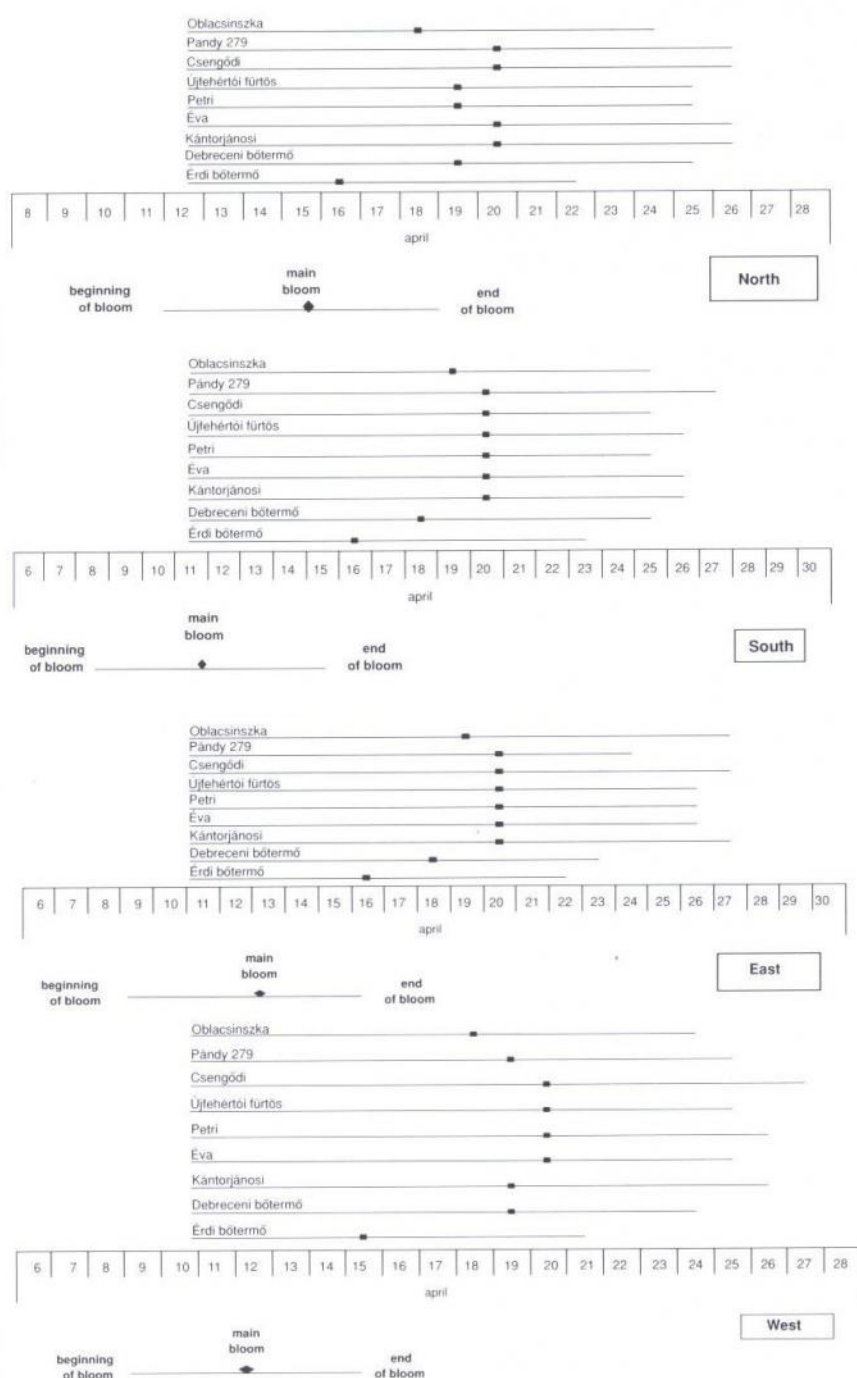 Oblacsinszka
Pandy 279
Csengődi
Újfehértói fürtös
Petri
Éva
Kántorjánosi
Debreceni bőtermő
Érdi bőtermő
8 9 10 11 12 13 14 15 16 17 18 19 20 21 22 23 24 25 26 27 28
april
North
main
bloom
beginning
of bloom
end
of bloom
Oblacsinszka
Pándy 279
Csengődi
Újfehértói fürtös
Petri
Éva
Kántorjánosi
Debreceni bőtermő
Érdi bőtermő
6 7 8 9 10 11 12 13 14 15 16 17 18 19 20 21 22 23 24 25 26 27 28 29 30
april
main
bloom
South
beginning
of bloom
end
of bloom
Oblacsinszka
Pándy 279
Csengődi
Ujfehértói fürtös
Petri
Éva
Kántorjánosi
Debreceni bőtermő
Érdi bőtermő
6 7 8 9 10 11 12 13 14 15 16 17 18 19 20 21 22 23 24 25 26 27 28 29 30
april
main
bloom
East
beginning
of bloom
end
of bloom
Oblacsinszka
Pándy 279
Csengődi
Újfehértói fürtös
Petri
Éva
Kántorjánosi
Debreceni bőtermő
Érdi bőtermő
6 7 8 9 10 11 12 13 14 15 16 17 18 19 20 21 22 23 24 25 26 27 28
april
West
main
bloom
beginning
of bloom
end
of bloom